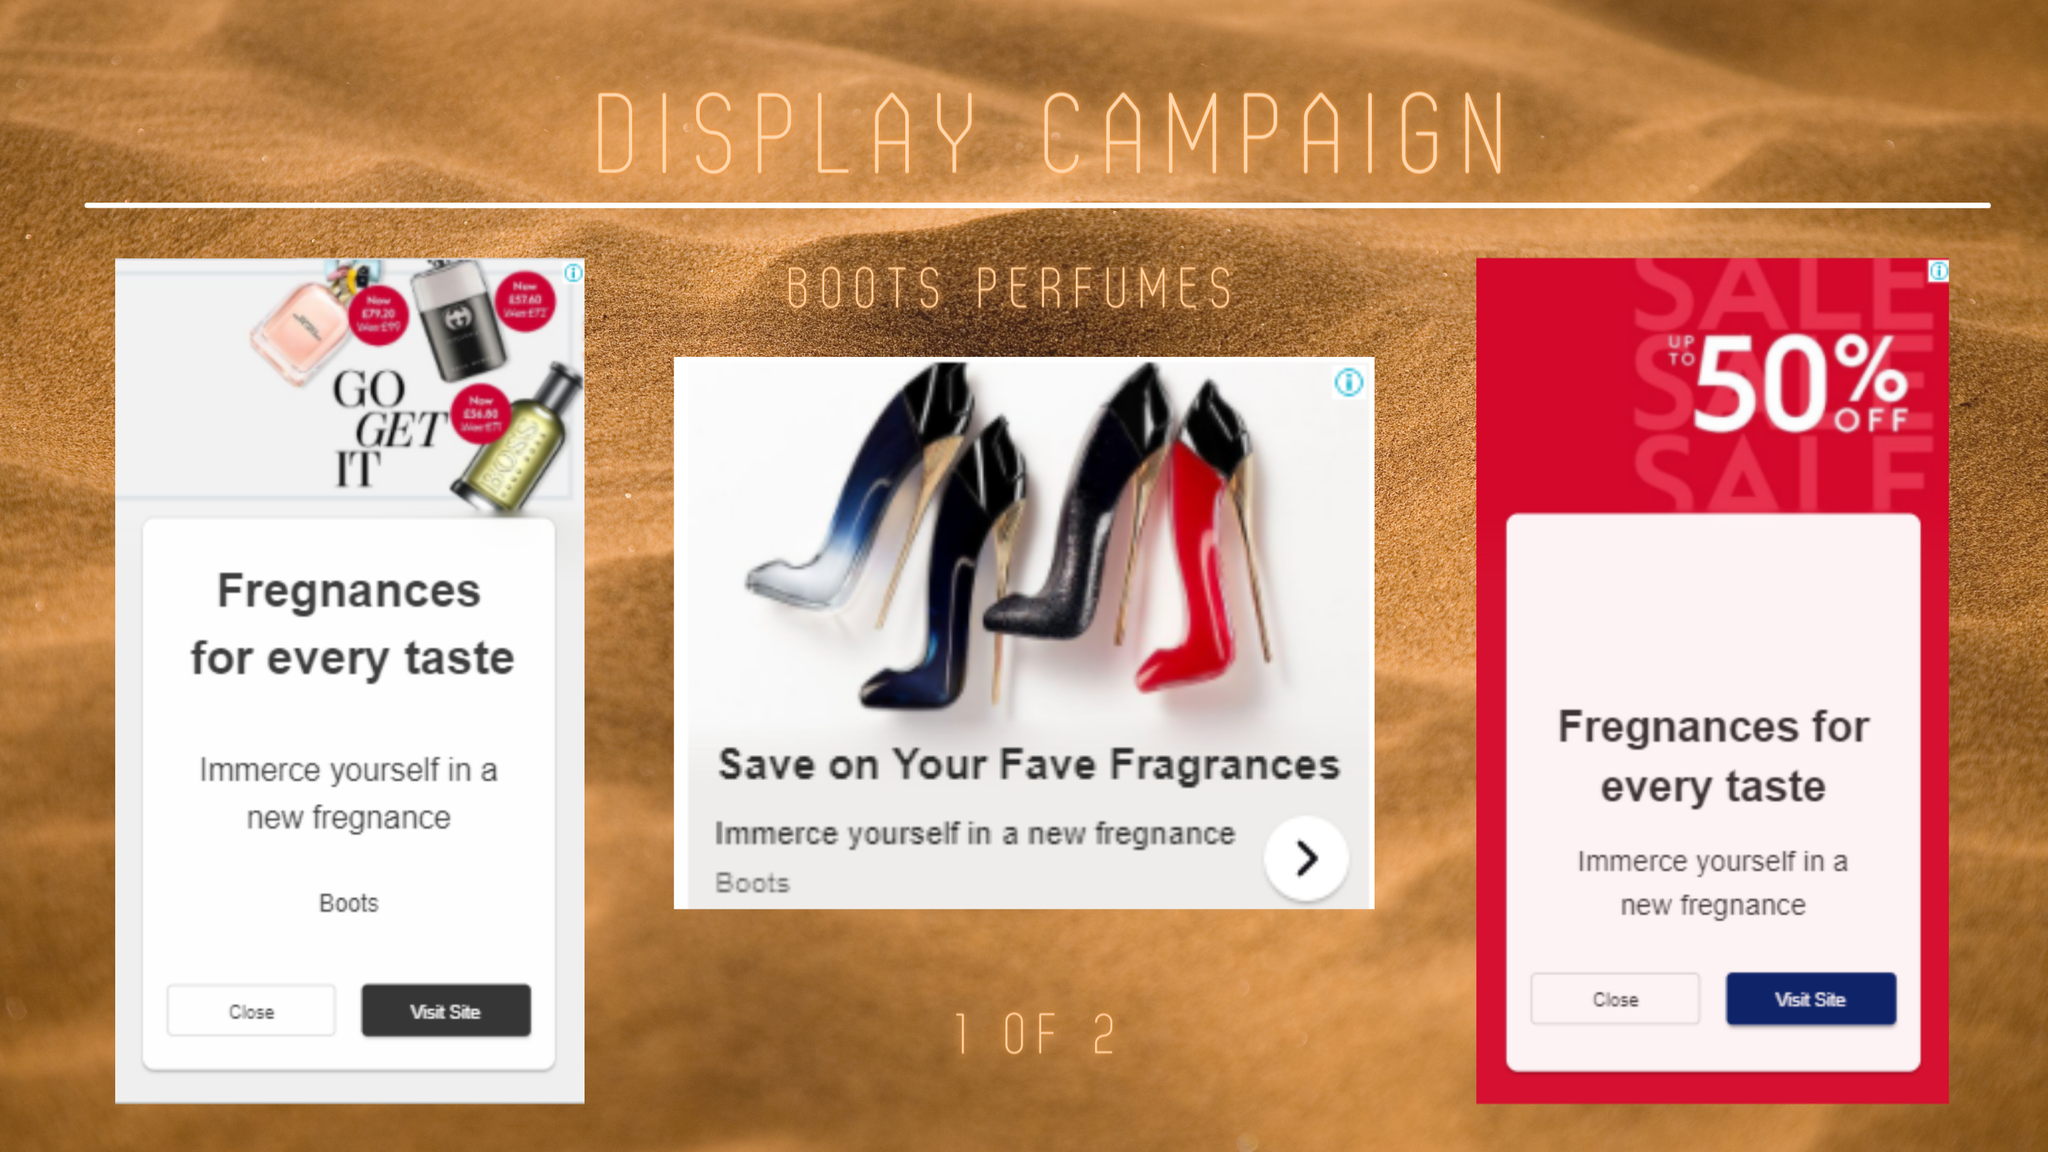 DISPLAY CAMPAIGN
BOOTS PERFUMES
Now
£79.20
Was £99
Now
£57.60
Was £72
GO
GET
IT
Now
£56.80
Was £71
BOSS
HUGO BOSS
Fregnances
for every taste
Immerce yourself in a
new fregnance
Boots
Close
Visit Site
Save on Your Fave Fragrances
Immerce yourself in a new fregnance
Boots
1 OF 2
SALE
UP TO
50%
OFF
SALE
SALE
Fregnances for
every taste
Immerce yourself in a
new fregnance
Close
Visit Site